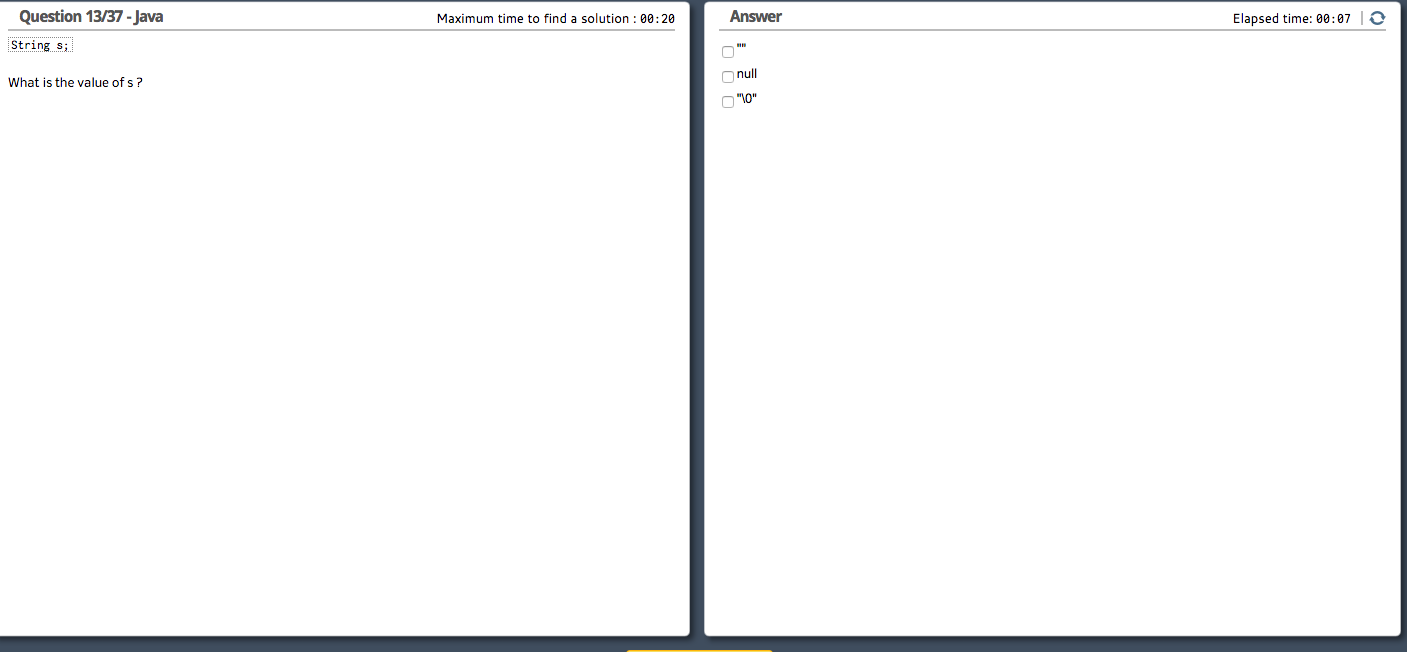 Question 13/37 - Java
Maximum time to find a solution : 00:20
String s;
What is the value of s ?
Answer
Elapsed time: 00:07
""
null
"\0"